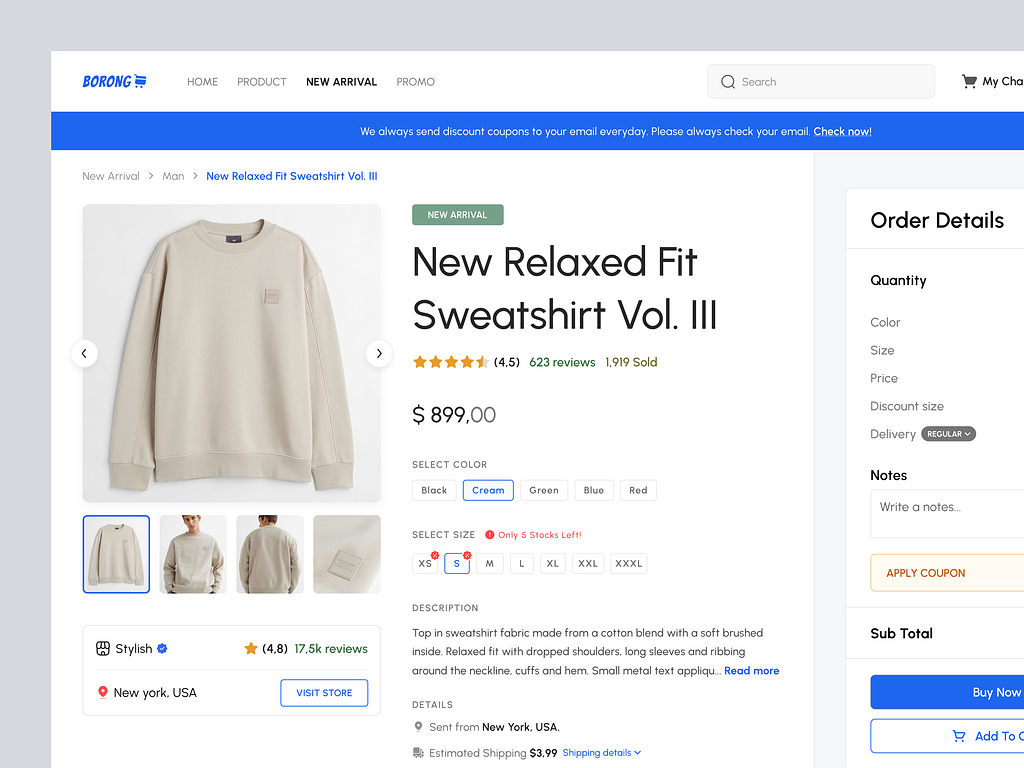 BORONG
HOME PRODUCT NEW ARRIVAL PROMO
Search
My Cha
We always send discount coupons to your email everyday. Please always check your email. Check now!
New Arrival > Man > New Relaxed Fit Sweatshirt Vol. III
NEW ARRIVAL
New Relaxed Fit
Sweatshirt Vol. III
(4,5) 623 reviews 1,919 Sold
$ 899,00
SELECT COLOR
Black Cream Green Blue Red
SELECT SIZE Only 5 Stocks Left!
XS S M L XL XXL XXXL
DESCRIPTION
Top in sweatshirt fabric made from a cotton blend with a soft brushed
inside. Relaxed fit with dropped shoulders, long sleeves and ribbing
around the neckline, cuffs and hem. Small metal text appliqu... Read more
DETAILS
Sent from New York, USA.
Estimated Shipping $3,99 Shipping details
Stylish (4,8) 17,5k reviews
New york, USA VISIT STORE
Order Details
Quantity
Color
Size
Price
Discount size
Delivery REGULAR
Notes
Write a notes...
APPLY COUPON
Sub Total
Buy Now
Add To C